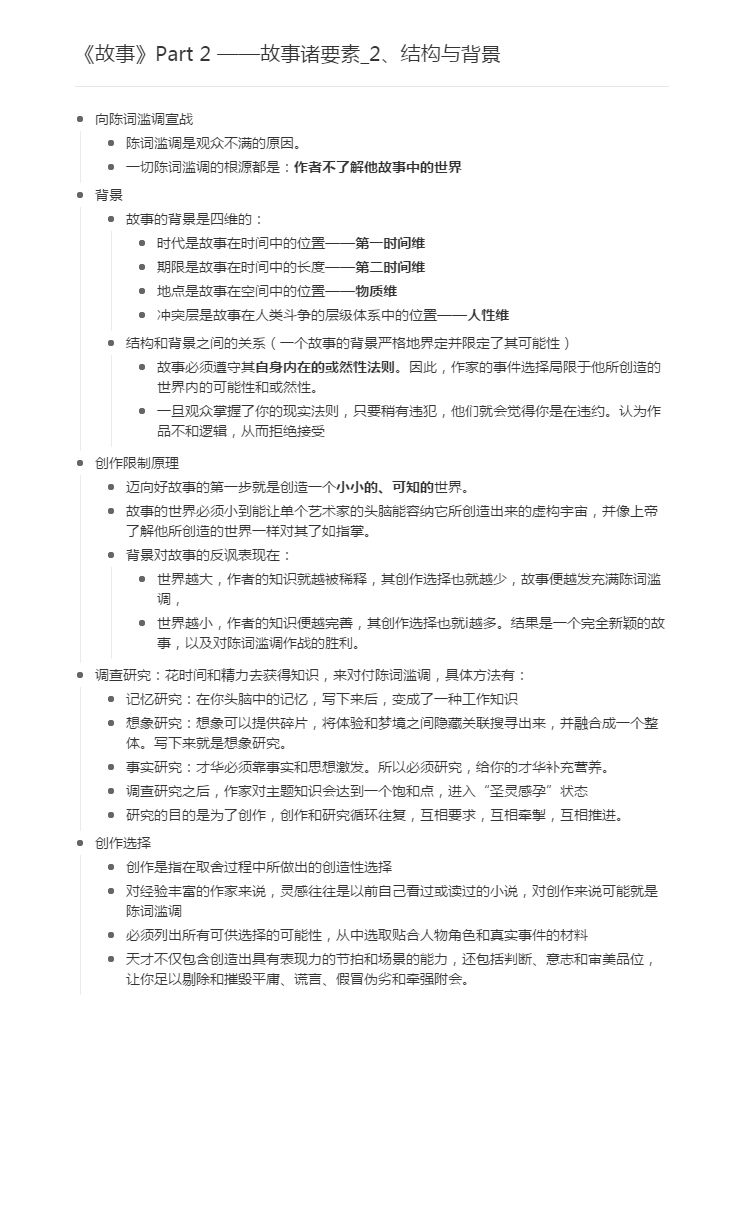 《故事》Part 2 ——故事诸要素_2、结构与背景
向陈词滥调宣战
陈词滥调是观众不满的原因。
一切陈词滥调的根源都是：作者不了解他故事中的世界
背景
故事的背景是四维的：
时代是故事在时间中的位置——第一时间维
期限是故事在时间中的长度——第二时间维
地点是故事在空间中的位置——物质维
冲突层是故事在人类斗争的层级体系中的位置——人性维
结构和背景之间的关系（一个故事的背景严格地界定并限定了其可能性）
故事必须遵守其自身内在的或然性法则。因此，作家的事件选择局限于他所创造的
世界内的可能性和或然性。
一旦观众掌握了你的现实法则，只要稍有违犯，他们就会觉得你是在违约。认为作
品不和逻辑，从而拒绝接受
创作限制原理
迈向好故事的第一步就是创造一个小小的、可知的世界。
故事的世界必须小到能让单个艺术家的头脑能容纳它所创造出来的虚构宇宙，并像上帝
了解他所创造的世界一样对其了如指掌。
背景对故事的反讽表现在：
世界越大，作者的知识就越被稀释，其创作选择也就越少，故事便越发充满陈词滥
调，
世界越小，作者的知识便越完善，其创作选择也就i越多。结果是一个完全新颖的故
事，以及对陈词滥调作战的胜利。
调查研究：花时间和精力去获得知识，来对付陈词滥调，具体方法有：
记忆研究：在你头脑中的记忆，写下来后，变成了一种工作知识
想象研究：想象可以提供碎片，将体验和梦境之间隐藏关联搜寻出来，并融合成一个整
体。写下来就是想象研究。
事实研究：才华必须靠事实和思想激发。所以必须研究，给你的才华补充营养。
调查研究之后，作家对主题知识会达到一个饱和点，进入“圣灵感孕”状态
研究的目的是为了创作，创作和研究循环往复，互相要求，互相牵掣，互相推进。
创作选择
创作是指在取舍过程中所做出的创造性选择
对经验丰富的作家来说，灵感往往是以前自己看过或读过的小说，对创作来说可能就是
陈词滥调
必须列出所有可供选择的可能性，从中选取贴合人物角色和真实事件的材料
天才不仅包含创造出具有表现力的节拍和场景的能力，还包括判断、意志和审美品位，
让你足以剔除和摧毁平庸、谎言、假冒伪劣和牵强附会。